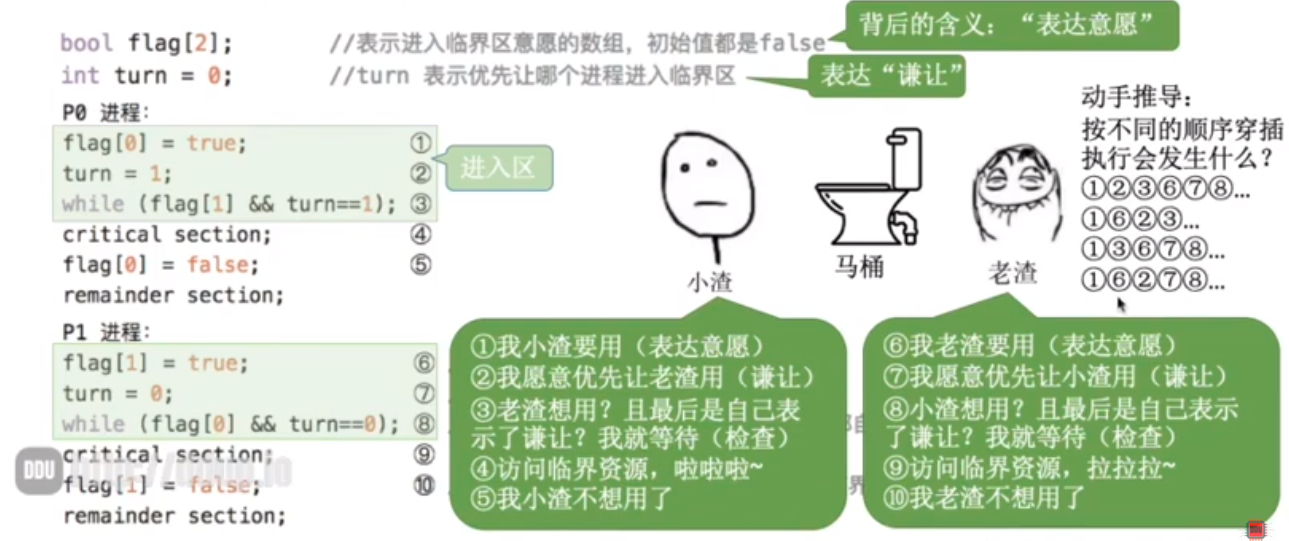 bool flag[2]; //表示进入临界区意愿的数组，初始值都是false
int turn = 0; //turn 表示优先让哪个进程进入临界区
背后的含义：“表达意愿”
表达“谦让”
P0 进程：
flag[0] = true; ①
turn = 1; ②
while (flag[1] && turn==1); ③
critical section; ④
flag[0] = false; ⑤
remainder section;
进入区
P1 进程：
flag[1] = true; ⑥
turn = 0; ⑦
while (flag[0] && turn==0); ⑧
critical section; ⑨
flag[1] = false; ⑩
remainder section;
小渣
马桶
老渣
动手推导：
按不同的顺序穿插
执行会发生什么？
①②③⑥⑦⑧...
①⑥②③...
①③⑥⑦⑧...
①⑥②⑦⑧...
①我小渣要用（表达意愿）
②我愿意优先让老渣用（谦让）
③老渣想用？且最后是自己表
示了谦让？我就等待（检查）
④访问临界资源，啦啦啦~
⑤我小渣不想用了
⑥我老渣要用（表达意愿）
⑦我愿意优先让小渣用（谦让）
⑧小渣想用？且最后是自己表示
了谦让？我就等待（检查）
⑨访问临界资源，拉拉拉~
⑩我老渣不想用了
DDU